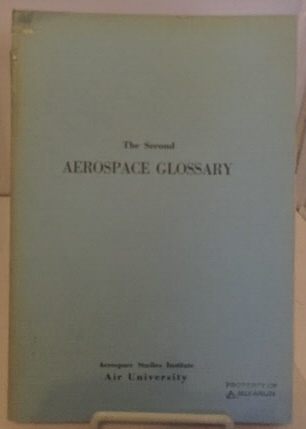 The Second
AEROSPACE GLOSSARY
Aerospace Studies Institute
Air University
PROPERTY OF